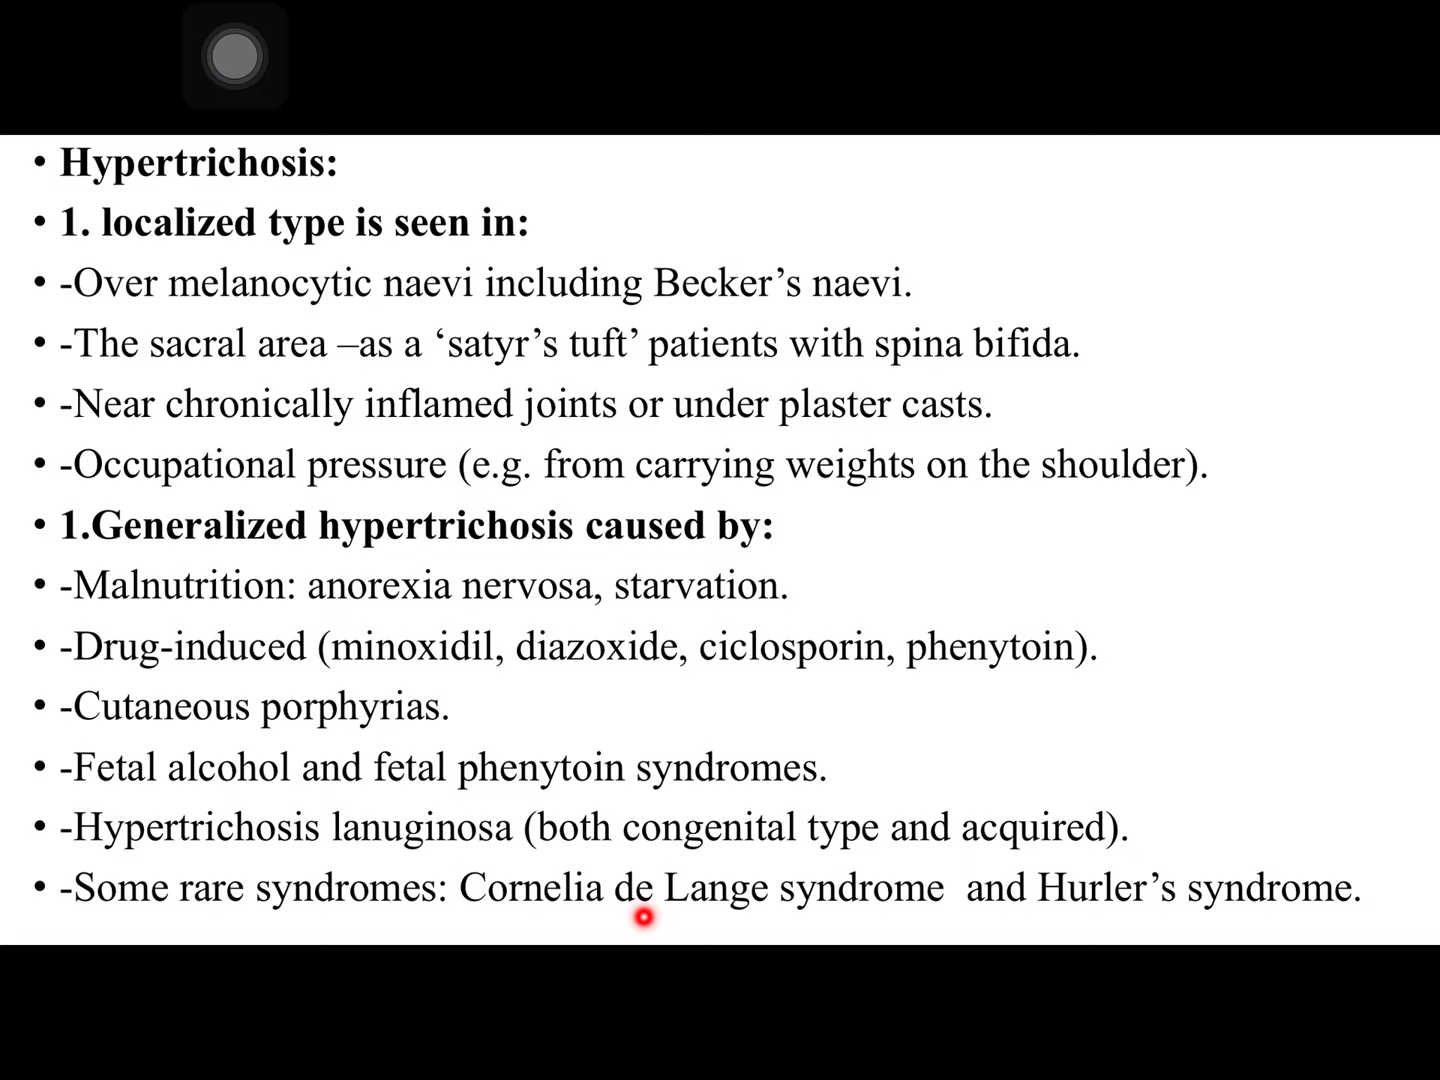 • Hypertrichosis:
• 1. localized type is seen in:
• -Over melanocytic naevi including Becker’s naevi.
• -The sacral area –as a ‘satyr’s tuft’ patients with spina bifida.
• -Near chronically inflamed joints or under plaster casts.
• -Occupational pressure (e.g. from carrying weights on the shoulder).
• 1.Generalized hypertrichosis caused by:
• -Malnutrition: anorexia nervosa, starvation.
• -Drug-induced (minoxidil, diazoxide, ciclosporin, phenytoin).
• -Cutaneous porphyrias.
• -Fetal alcohol and fetal phenytoin syndromes.
• -Hypertrichosis lanuginosa (both congenital type and acquired).
• -Some rare syndromes: Cornelia de Lange syndrome  and Hurler’s syndrome.